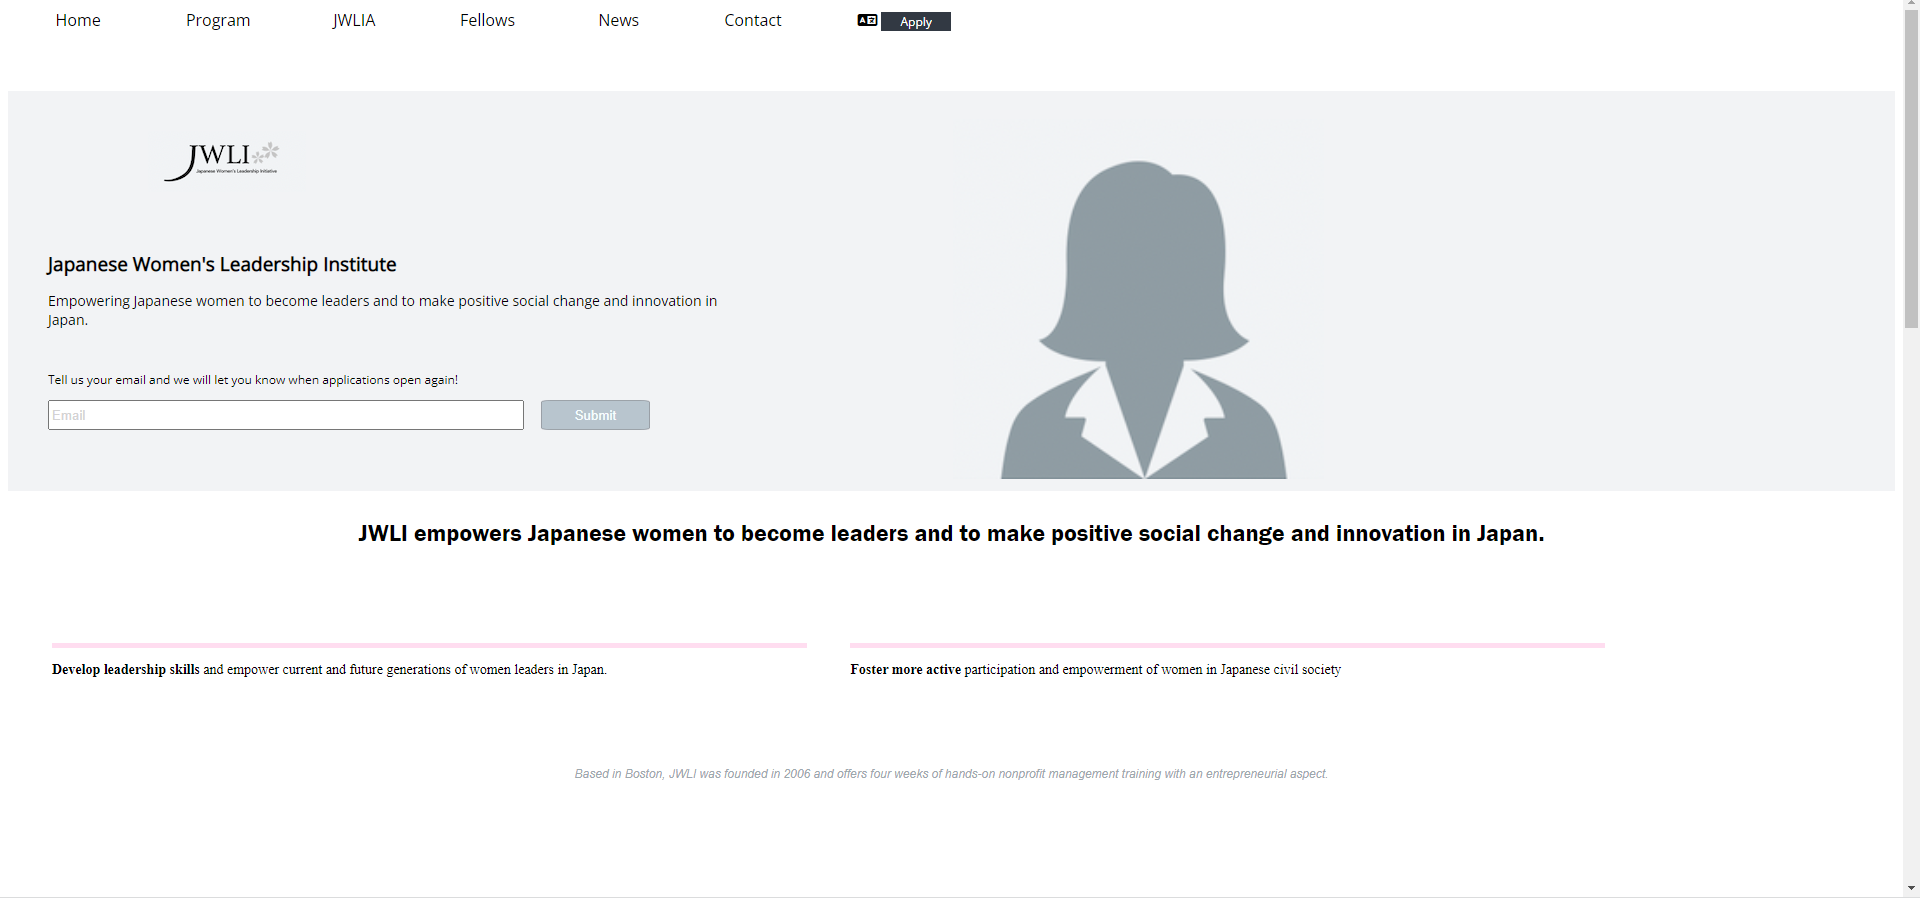 Home Program JWLIA Fellows News Contact Apply
JWLI
Japanese Women's Leadership Initiative
Japanese Women's Leadership Institute
Empowering Japanese women to become leaders and to make positive social change and innovation in
Japan.
Tell us your email and we will let you know when applications open again!
Email Submit
JWLI empowers Japanese women to become leaders and to make positive social change and innovation in Japan.
Develop leadership skills and empower current and future generations of women leaders in Japan.
Foster more active participation and empowerment of women in Japanese civil society
Based in Boston, JWLI was founded in 2006 and offers four weeks of hands-on nonprofit management training with an entrepreneurial aspect.